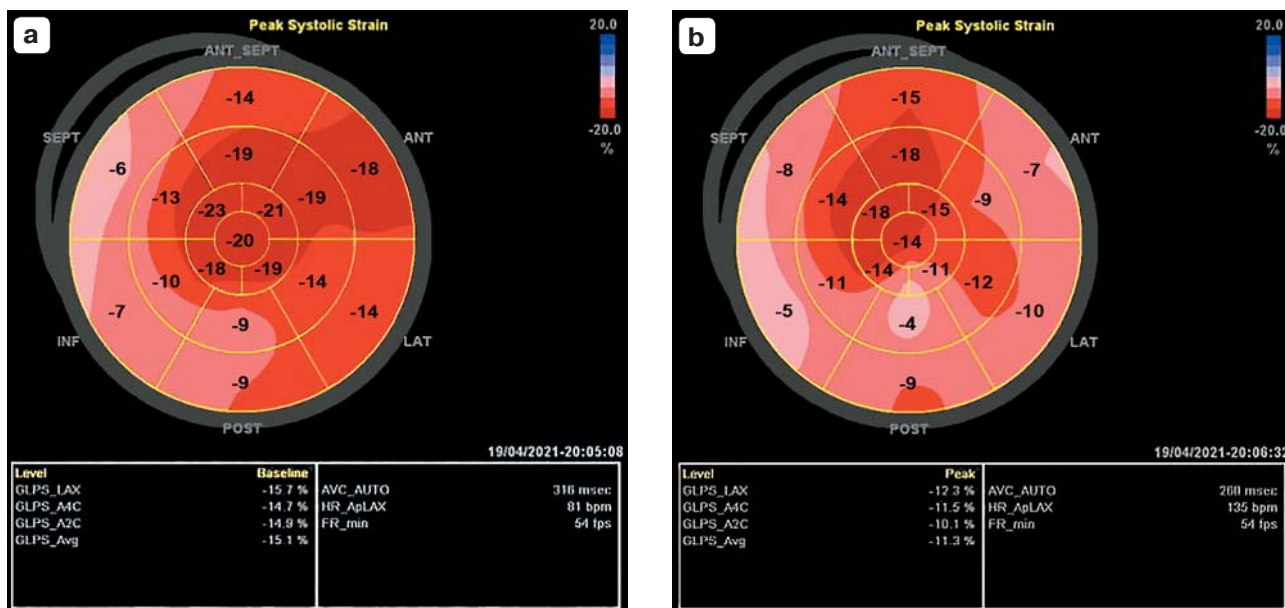 a
Peak Systolic Strain
20.0
-20.0
%
ANT_SEPT
SEPT
ANT
INF
LAT
POST
-14
-6
-19
-18
-13
-19
-23
-21
-20
-18
-19
-10
-14
-7
-14
-9
-9
19/04/2021-20:05:08
Level Baseline
GLPS_LAX -15.7 %
GLPS_A4C -14.7 %
GLPS_A2C -14.9 %
GLPS_Avg -15.1 %
AVC_AUTO 316 msec
HR_ApLAX 81 bpm
FR_min 54 fps
b
Peak Systolic Strain
20.0
-20.0
%
ANT_SEPT
SEPT
ANT
INF
LAT
POST
-15
-8
-18
-7
-14
-9
-18
-15
-14
-14
-11
-11
-12
-5
-10
-4
-9
19/04/2021-20:06:32
Level Peak
GLPS_LAX -12.3 %
GLPS_A4C -11.5 %
GLPS_A2C -10.1 %
GLPS_Avg -11.3 %
AVC_AUTO 260 msec
HR_ApLAX 135 bpm
FR_min 54 fps